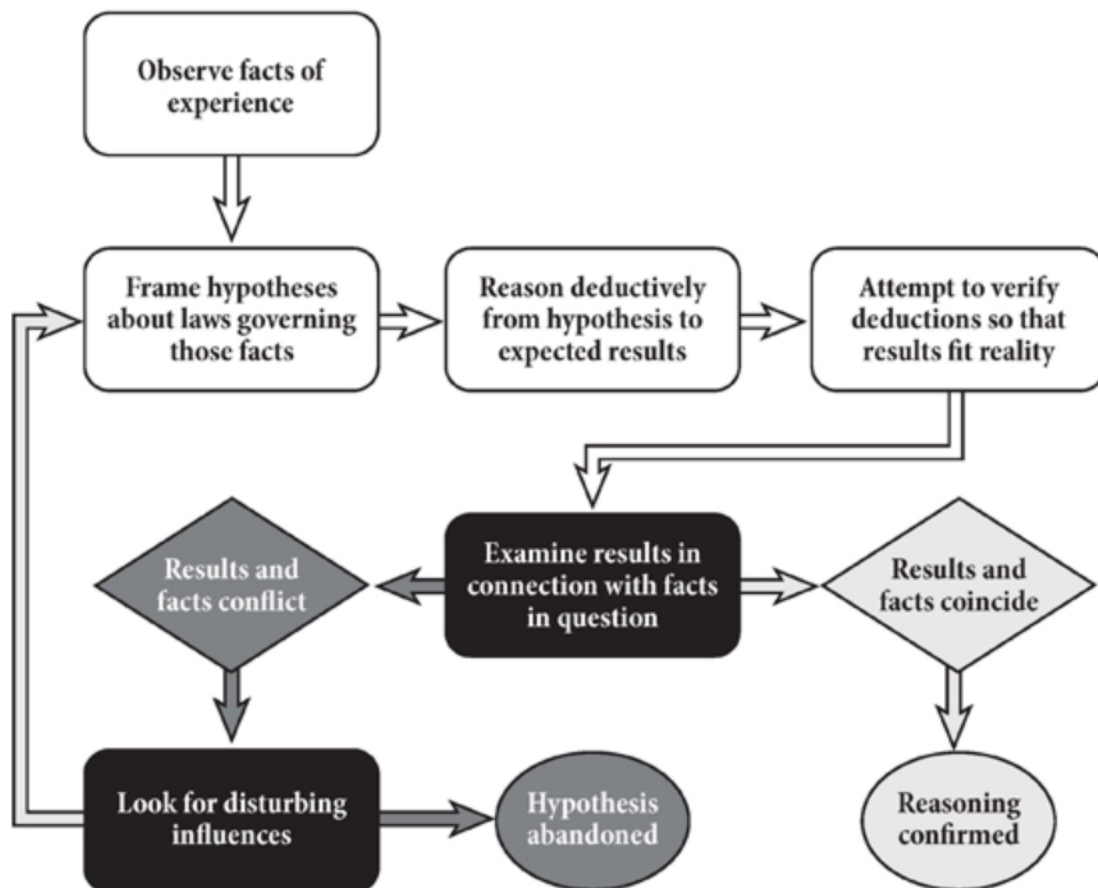 Observe facts of
experience
Frame hypotheses
about laws governing
those facts
Reason deductively
from hypothesis to
expected results
Attempt to verify
deductions so that
results fit reality
Results and
facts conflict
Examine results in
connection with facts
in question
Results and
facts coincide
Look for disturbing
influences
Hypothesis
abandoned
Reasoning
confirmed